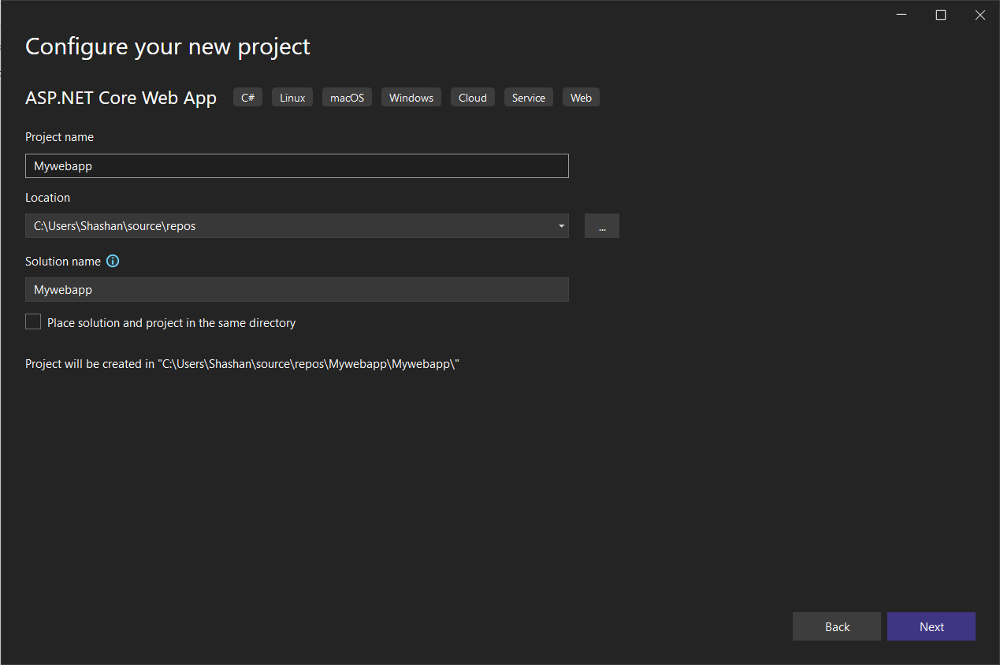 Configure your new project
ASP.NET Core Web App C# Linux macOS Windows Cloud Service Web
Project name
Mywebapp
Location
C:\Users\Shashan\source\repos
...
Solution name
Mywebapp
Place solution and project in the same directory
Project will be created in "C:\Users\Shashan\source\repos\Mywebapp\Mywebapp\"
Back Next